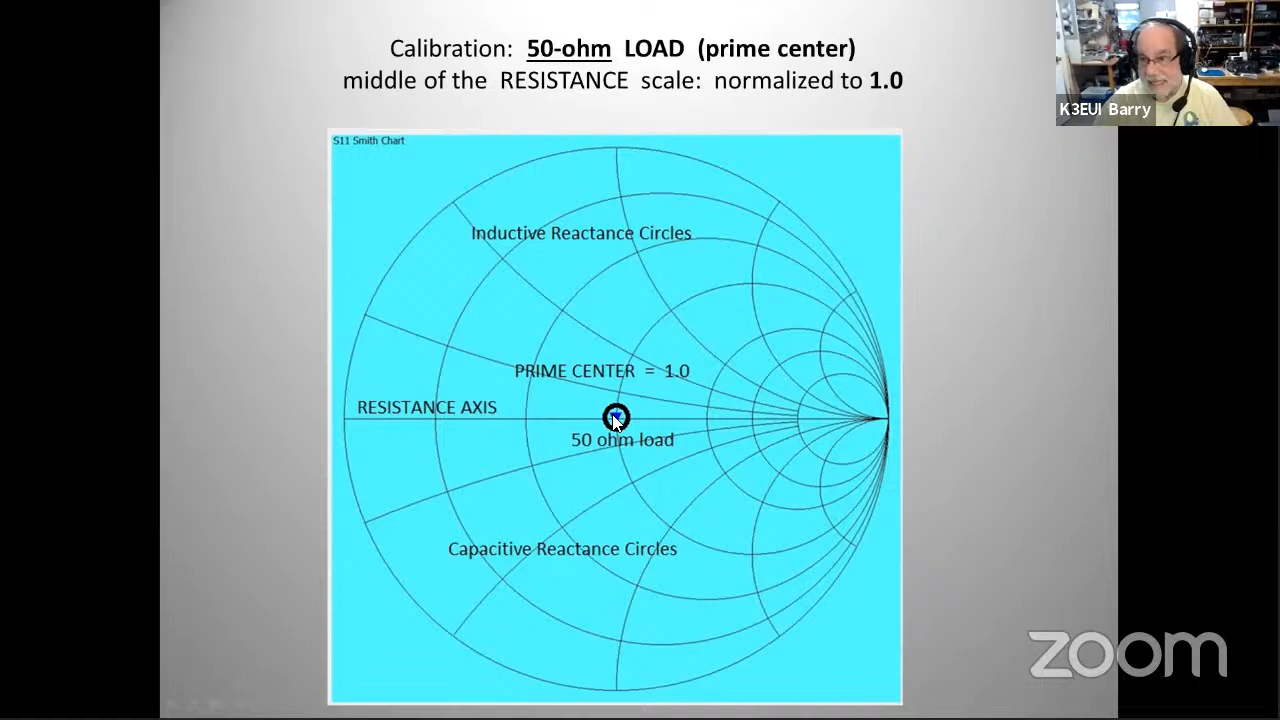 Calibration: 50-ohm LOAD (prime center)
middle of the RESISTANCE scale: normalized to 1.0
K3EUI Barry
S11 Smith Chart
Inductive Reactance Circles
PRIME CENTER = 1.0
RESISTANCE AXIS
50 ohm load
Capacitive Reactance Circles
zoom